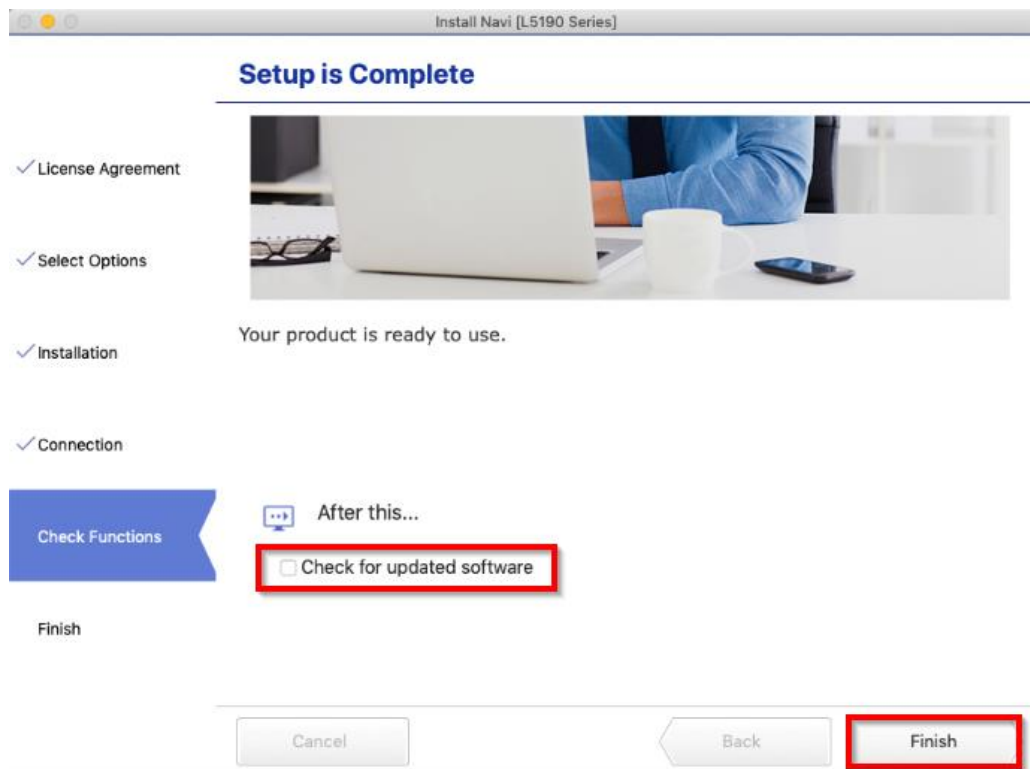 Install Navi [L5190 Series]
Setup is Complete
License Agreement
Select Options
Installation
Connection
Check Functions
Finish
Your product is ready to use.
After this...
Check for updated software
Cancel
Back
Finish